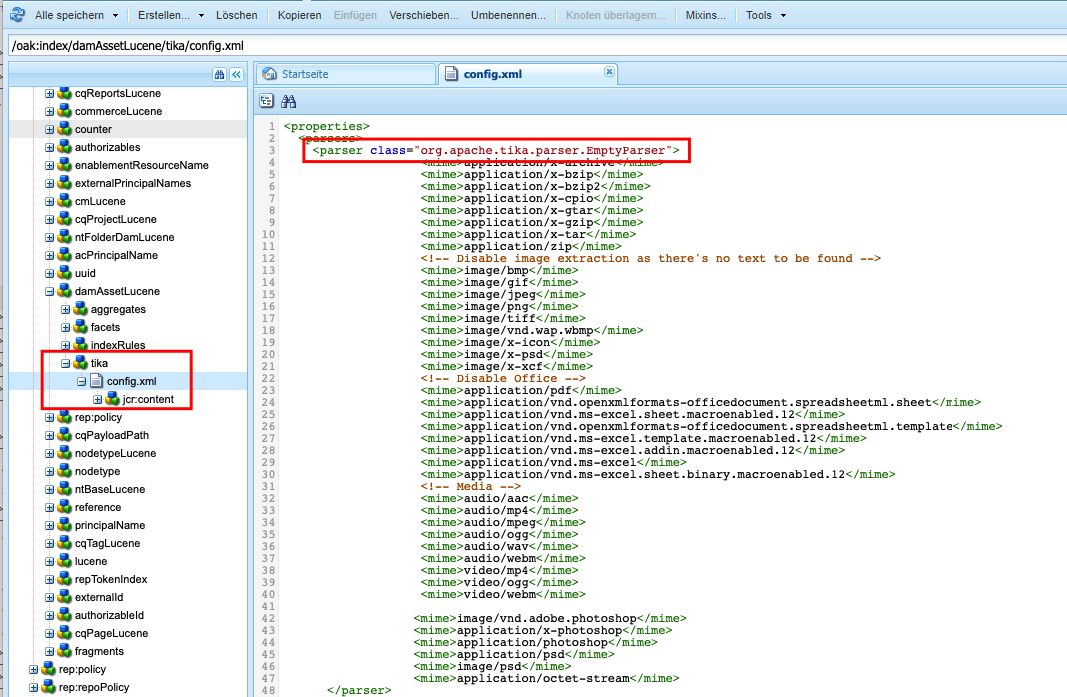 Alle speichern Erstellen... Löschen Kopieren Einfügen Verschieben... Umbenennen... Knoten überlagern... Mixins... Tools
/oak:index/damAssetLucene/tika/config.xml
cqReportsLucene
commerceLucene
counter
authorizables
enablementResourceName
externalPrincipalNames
cmLucene
cqProjectLucene
ntFolderDamLucene
acPrincipalName
uuid
damAssetLucene
aggregates
facets
indexRules
tika
config.xml
jcr:content
rep:policy
cqPayloadPath
nodetypeLucene
nodetype
ntBaseLucene
reference
principalName
cqTagLucene
lucene
repTokenIndex
externalId
authorizableId
cqPageLucene
fragments
rep:policy
rep:repoPolicy
Startseite config.xml
1 <properties>
2 <parsers>
3 <parser class="org.apache.tika.parser.EmptyParser">
4 <mime>application/x-archive</mime>
5 <mime>application/x-bzip</mime>
6 <mime>application/x-bzip2</mime>
7 <mime>application/x-cpio</mime>
8 <mime>application/x-gtar</mime>
9 <mime>application/x-gzip</mime>
10 <mime>application/x-tar</mime>
11 <mime>application/zip</mime>
12 <!-- Disable image extraction as there's no text to be found -->
13 <mime>image/bmp</mime>
14 <mime>image/gif</mime>
15 <mime>image/jpeg</mime>
16 <mime>image/png</mime>
17 <mime>image/tiff</mime>
18 <mime>image/vnd.wap.wbmp</mime>
19 <mime>image/x-icon</mime>
20 <mime>image/x-psd</mime>
21 <mime>image/x-xcf</mime>
22 <!-- Disable Office -->
23 <mime>application/pdf</mime>
24 <mime>application/vnd.openxmlformats-officedocument.spreadsheetml.sheet</mime>
25 <mime>application/vnd.ms-excel.sheet.macroenabled.12</mime>
26 <mime>application/vnd.openxmlformats-officedocument.spreadsheetml.template</mime>
27 <mime>application/vnd.ms-excel.template.macroenabled.12</mime>
28 <mime>application/vnd.ms-excel.addin.macroenabled.12</mime>
29 <mime>application/vnd.ms-excel</mime>
30 <mime>application/vnd.ms-excel.sheet.binary.macroenabled.12</mime>
31 <!-- Media -->
32 <mime>audio/aac</mime>
33 <mime>audio/mp4</mime>
34 <mime>audio/mpeg</mime>
35 <mime>audio/ogg</mime>
36 <mime>audio/wav</mime>
37 <mime>audio/webm</mime>
38 <mime>video/mp4</mime>
39 <mime>video/ogg</mime>
40 <mime>video/webm</mime>
41
42 <mime>image/vnd.adobe.photoshop</mime>
43 <mime>application/x-photoshop</mime>
44 <mime>application/photoshop</mime>
45 <mime>application/psd</mime>
46 <mime>image/psd</mime>
47 <mime>application/octet-stream</mime>
48 </parser>